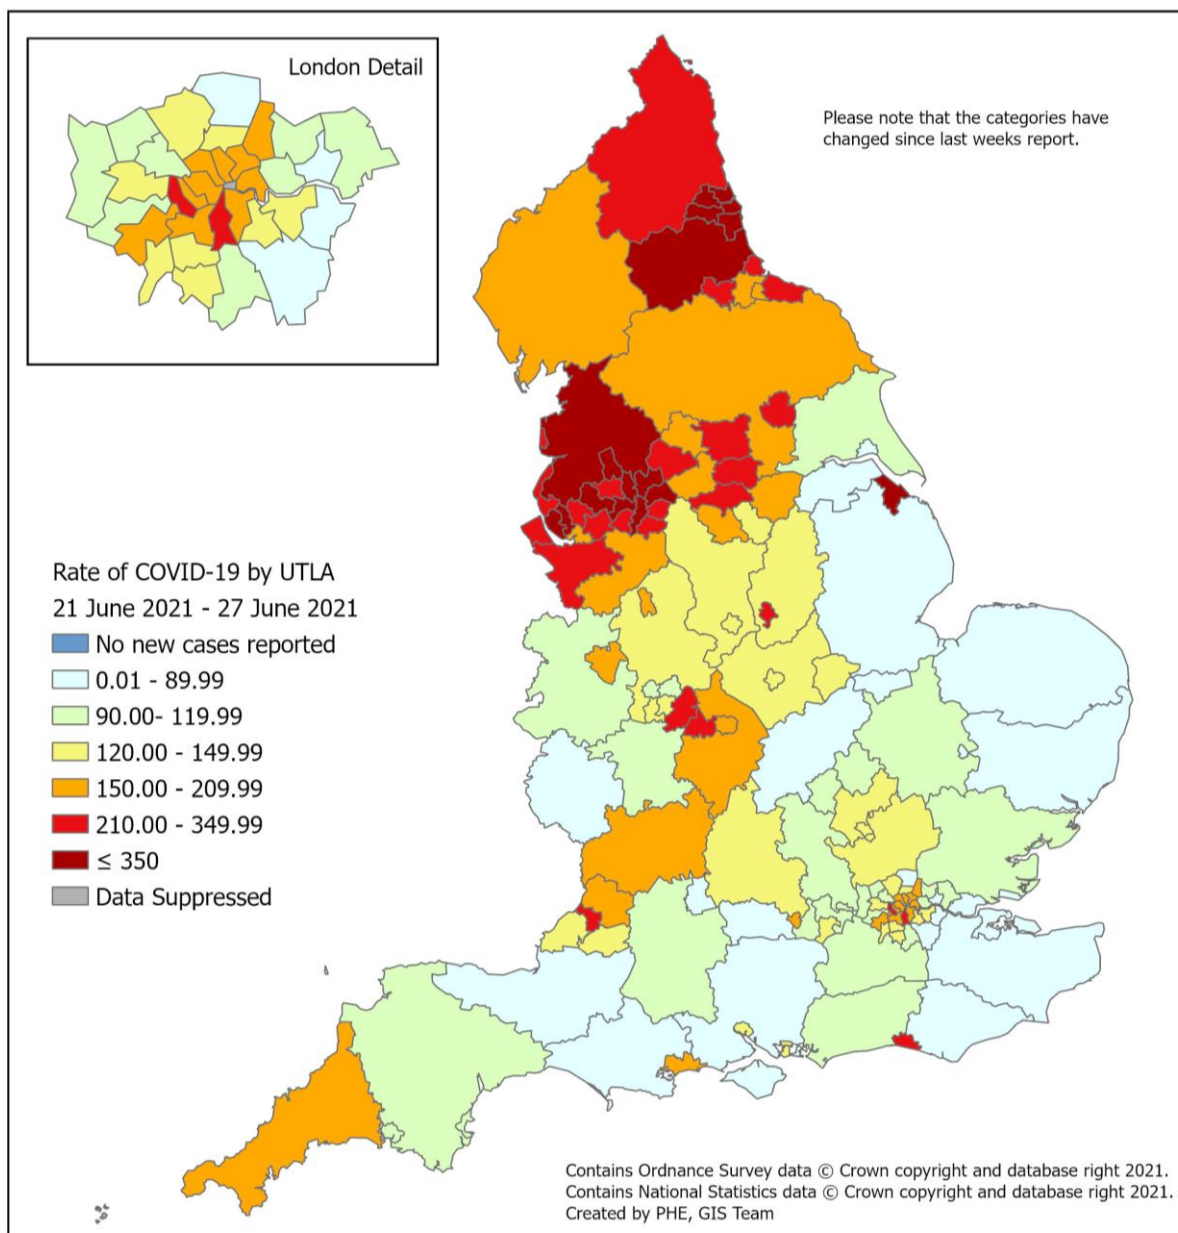 London Detail
Please note that the categories have
changed since last weeks report.
Rate of COVID-19 by UTLA
21 June 2021 - 27 June 2021
No new cases reported
0.01 - 89.99
90.00- 119.99
120.00 - 149.99
150.00 - 209.99
210.00 - 349.99
≤ 350
Data Suppressed
Contains Ordnance Survey data © Crown copyright and database right 2021.
Contains National Statistics data © Crown copyright and database right 2021.
Created by PHE, GIS Team